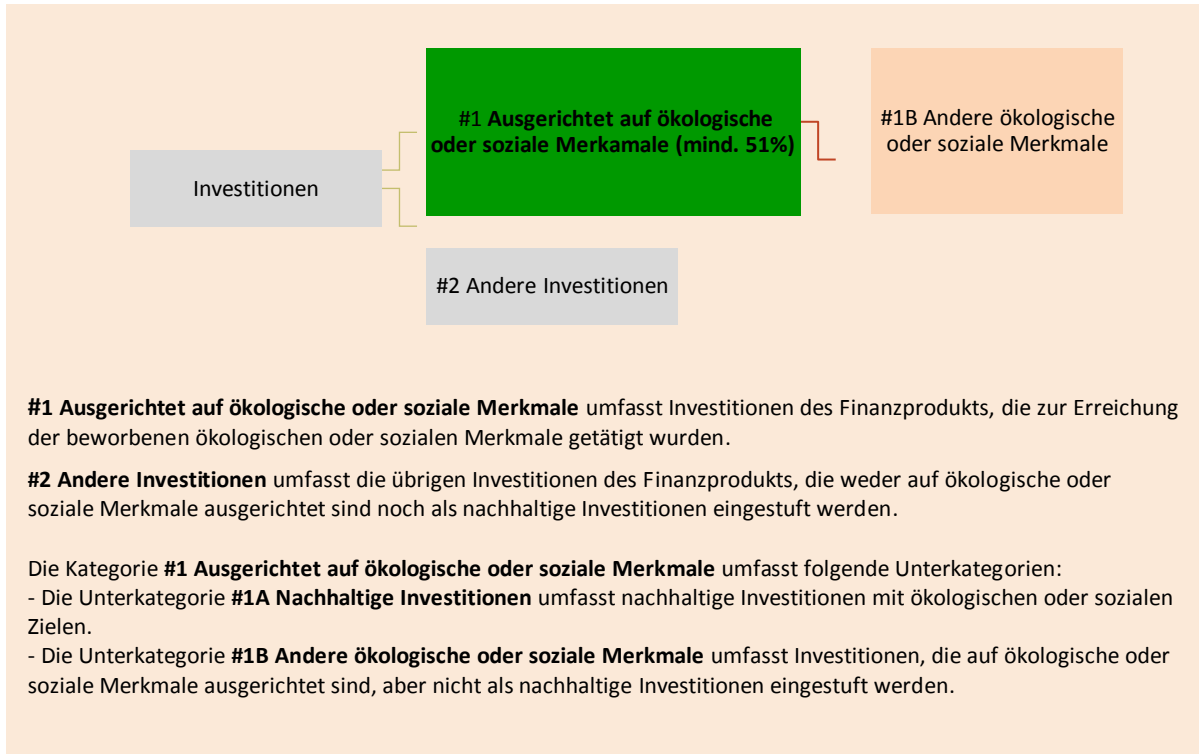 #1 Ausgerichtet auf ökologische
oder soziale Merkamale (mind. 51%)
#1B Andere ökologische
oder soziale Merkmale
Investitionen
#2 Andere Investitionen
#1 Ausgerichtet auf ökologische oder soziale Merkmale umfasst Investitionen des Finanzprodukts, die zur Erreichung
der beworbenen ökologischen oder sozialen Merkmale getätigt wurden.
#2 Andere Investitionen umfasst die übrigen Investitionen des Finanzprodukts, die weder auf ökologische oder
soziale Merkmale ausgerichtet sind noch als nachhaltige Investitionen eingestuft werden.
Die Kategorie #1 Ausgerichtet auf ökologische oder soziale Merkmale umfasst folgende Unterkategorien:
- Die Unterkategorie #1A Nachhaltige Investitionen umfasst nachhaltige Investitionen mit ökologischen oder sozialen
Zielen.
- Die Unterkategorie #1B Andere ökologische oder soziale Merkmale umfasst Investitionen, die auf ökologische oder
soziale Merkmale ausgerichtet sind, aber nicht als nachhaltige Investitionen eingestuft werden.